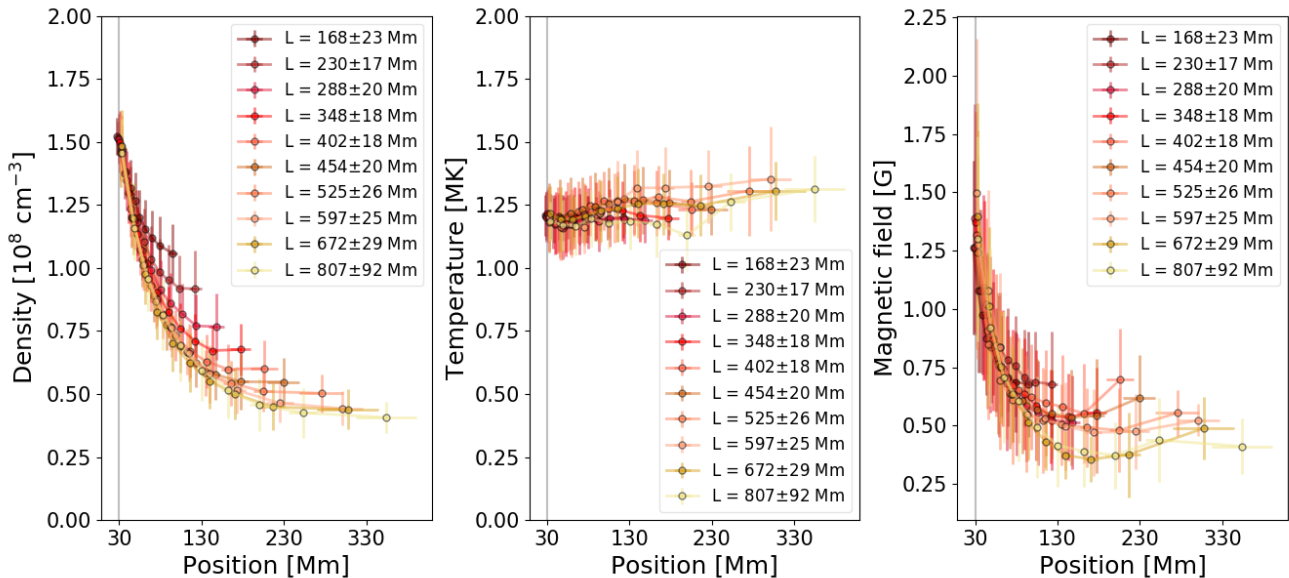 2.00
1.75
1.50
1.25
1.00
0.75
0.50
0.25
0.00
Density [10⁸ cm⁻³]
30 130 230 330
Position [Mm]
L = 168±23 Mm
L = 230±17 Mm
L = 288±20 Mm
L = 348±18 Mm
L = 402±18 Mm
L = 454±20 Mm
L = 525±26 Mm
L = 597±25 Mm
L = 672±29 Mm
L = 807±92 Mm
2.00
1.75
1.50
1.25
1.00
0.75
0.50
0.25
0.00
Temperature [MK]
30 130 230 330
Position [Mm]
L = 168±23 Mm
L = 230±17 Mm
L = 288±20 Mm
L = 348±18 Mm
L = 402±18 Mm
L = 454±20 Mm
L = 525±26 Mm
L = 597±25 Mm
L = 672±29 Mm
L = 807±92 Mm
2.25
2.00
1.75
1.50
1.25
1.00
0.75
0.50
0.25
Magnetic field [G]
30 130 230 330
Position [Mm]
L = 168±23 Mm
L = 230±17 Mm
L = 288±20 Mm
L = 348±18 Mm
L = 402±18 Mm
L = 454±20 Mm
L = 525±26 Mm
L = 597±25 Mm
L = 672±29 Mm
L = 807±92 Mm